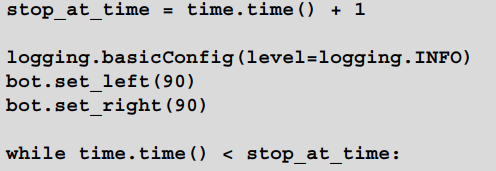 stop_at_time = time.time() + 1
logging.basicConfig(level=logging.INFO)
bot.set_left(90)
bot.set_right(90)
while time.time() < stop_at_time: